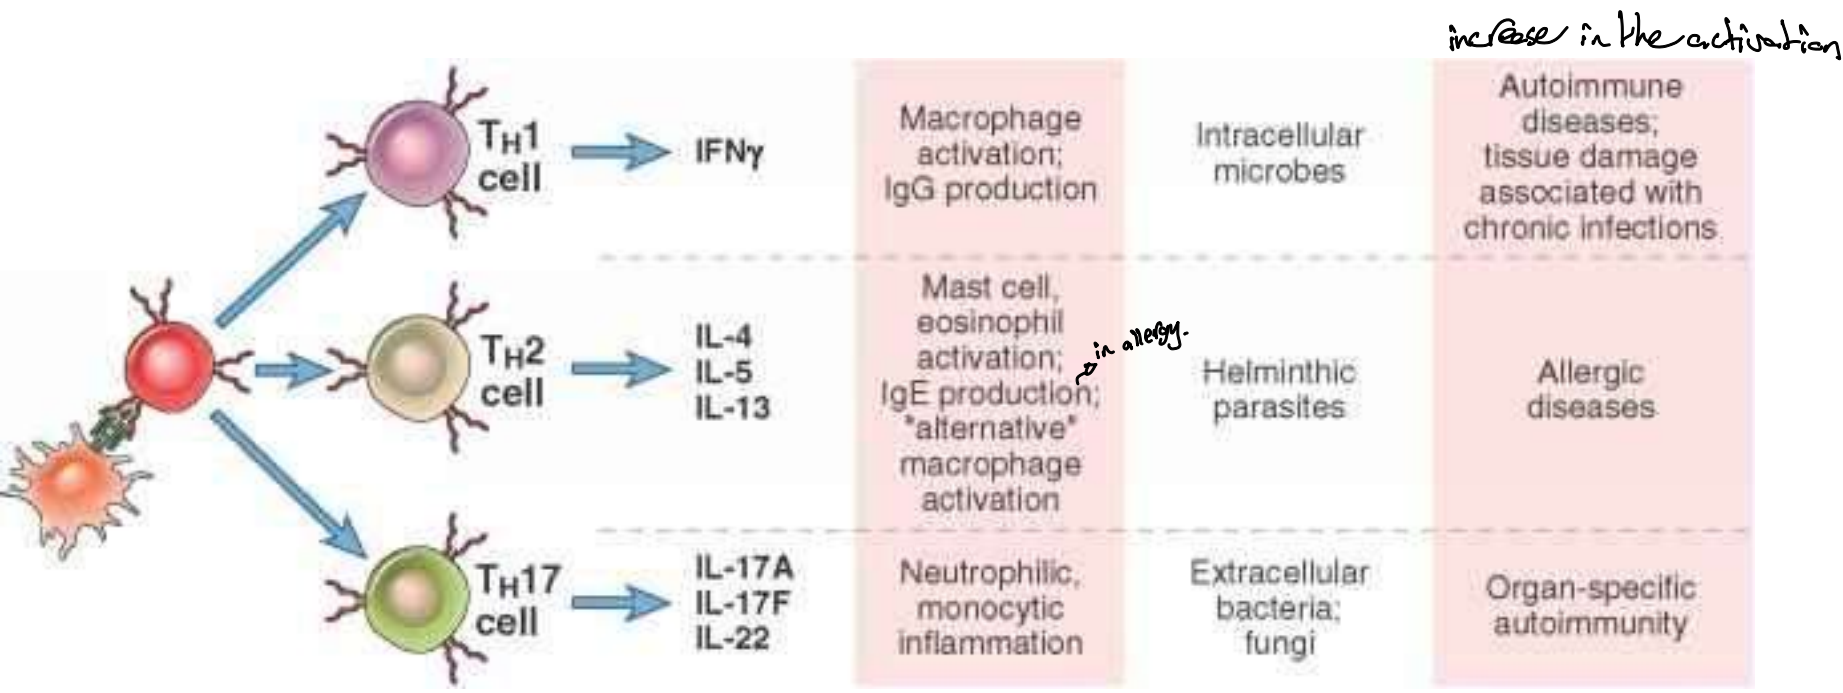 increase in the activation
TH1
cell
IFNγ
Macrophage
activation;
IgG production
Intracellular
microbes
Autoimmune
diseases;
tissue damage
associated with
chronic infections
TH2
cell
IL-4
IL-5
IL-13
Mast cell,
eosinophil
activation;
IgE production;
"alternative"
macrophage
activation
in allergy.
Helminthic
parasites
Allergic
diseases
TH17
cell
IL-17A
IL-17F
IL-22
Neutrophilic,
monocytic
inflammation
Extracellular
bacteria;
fungi
Organ-specific
autoimmunity